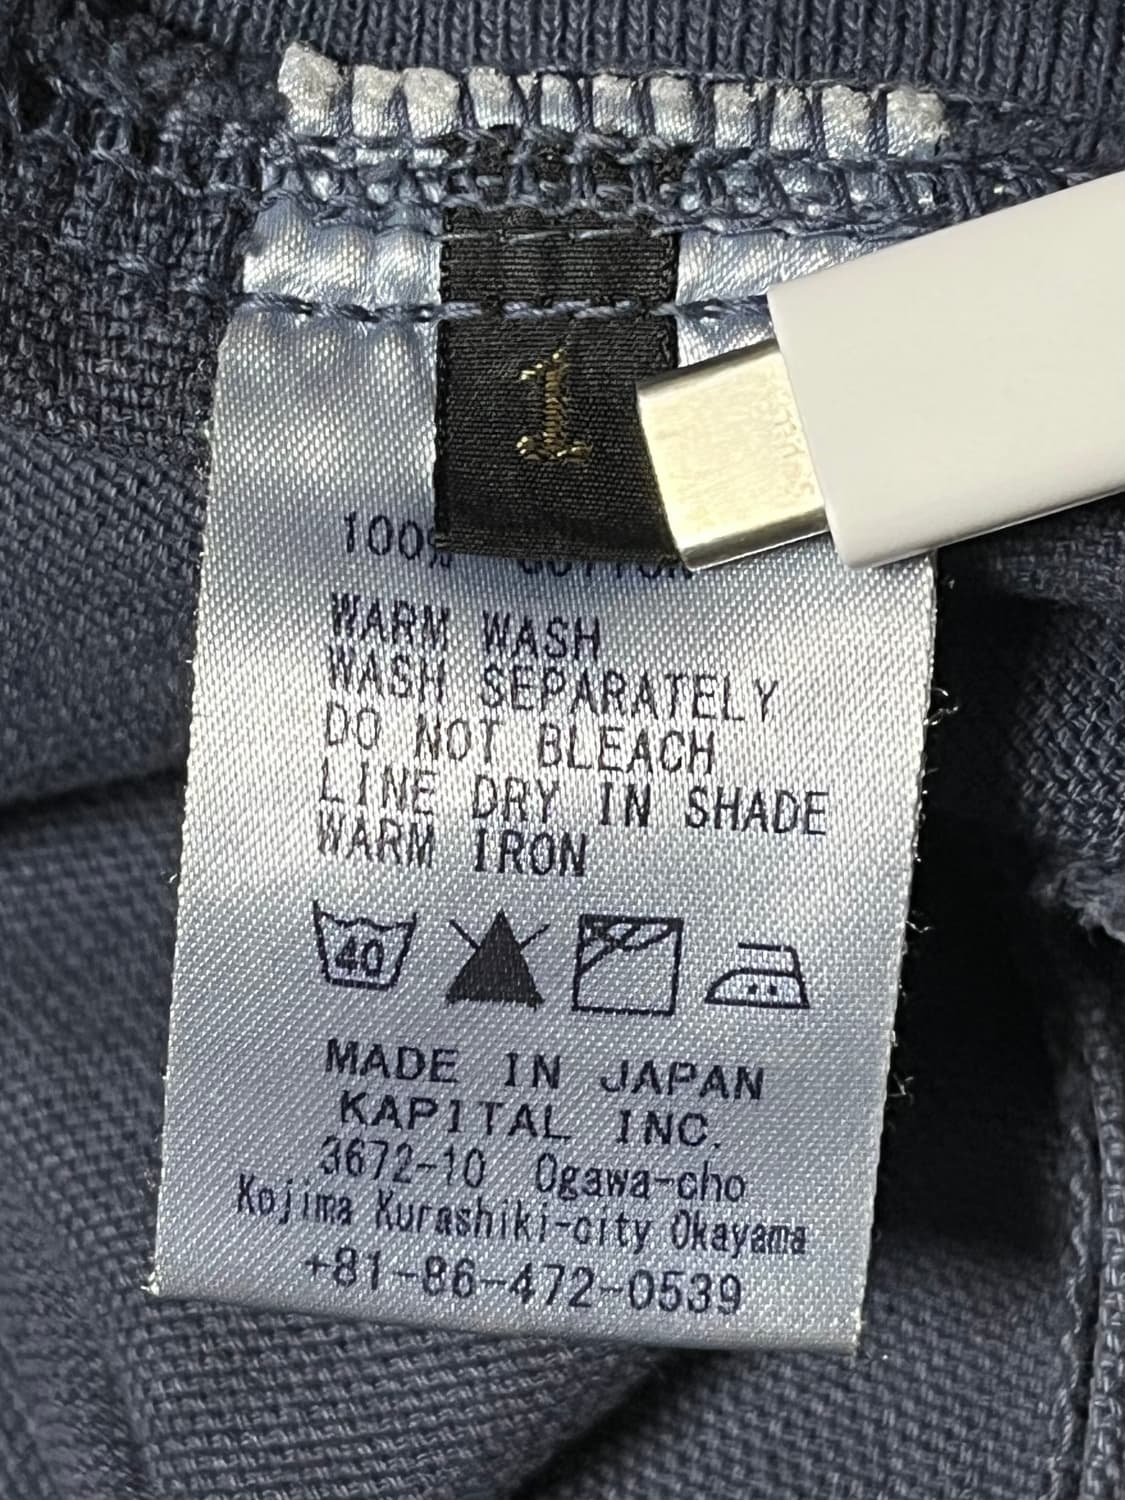 1
100% COTTON
WARM WASH
WASH SEPARATELY
DO NOT BLEACH
LINE DRY IN SHADE
WARM IRON
40
MADE IN JAPAN
KAPITAL INC.
3672-10 Ogawa-cho
Kojima Kurashiki-city Okayama
+81-86-472-0539